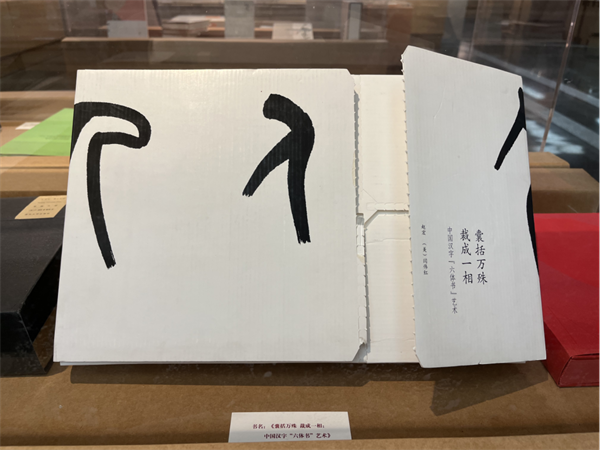 囊括万殊
裁成一相
中国汉字「六体书」艺术
书名：《囊括万殊 裁成一相：
中国汉字“六体书”艺术》